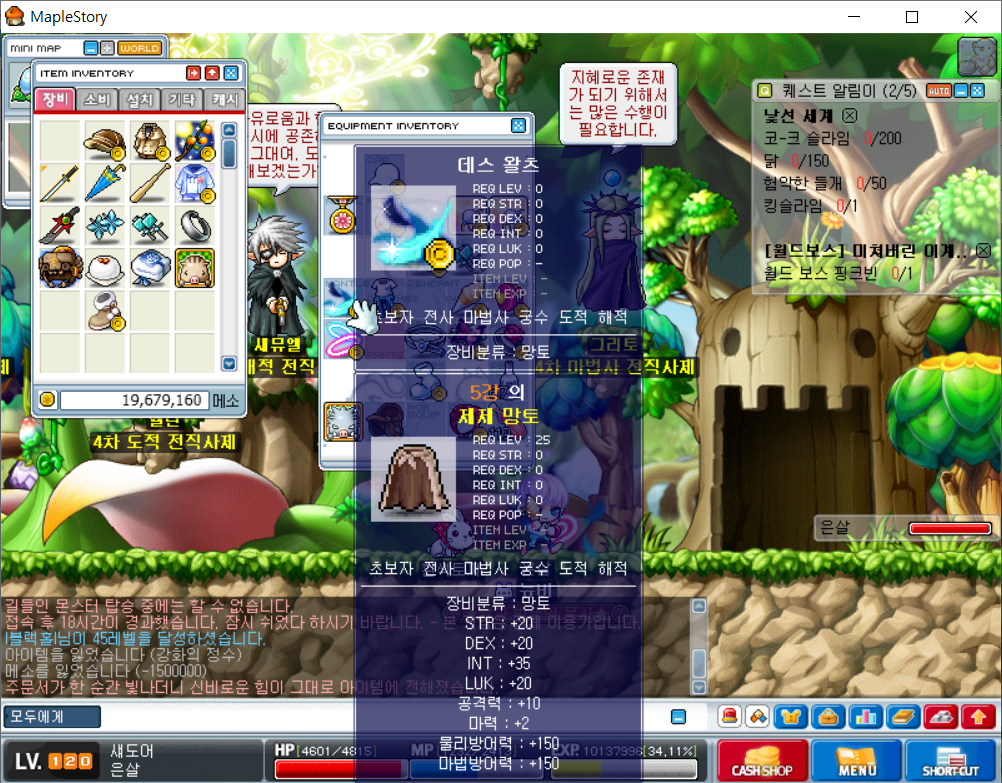 MapleStory
MINI MAP
WORLD
ITEM INVENTORY
장비
소비
설치
기타
캐시
19,679,160 메소
유로움과
시에 공존
그대여, 도
해보겠는가
EQUIPMENT INVENTORY
지혜로운 존재
가 되기 위해서
는 많은 수행이
필요합니다.
퀘스트 알림이 (2/5)
AUTO
낯선 세계
코-크 슬라임 0/200
닭 0/150
험악한 들개 0/50
킹슬라임 0/1
[월드보스] 미쳐버린 이계..
월드 보스 핑크빈 0/1
데스 왈츠
REQ LEV : 0
REQ STR : 0
REQ DEX : 0
REQ INT : 0
REQ LUK : 0
REQ POP : -
ITEM LEV : -
ITEM EXP : -
초보자 전사 마법사 궁수 도적 해적
장비분류 : 망토
5강 의
제제 망토
REQ LEV : 25
REQ STR : 0
REQ DEX : 0
REQ INT : 0
REQ LUK : 0
REQ POP : -
ITEM LEV
ITEM EXP
초보자 전사 마법사 궁수 도적 해적
장비분류 : 망토
STR : +20
DEX : +20
INT : +35
LUK : +20
공격력 : +10
마력 : +2
물리방어력 : +150
마법방어력 : +150
세뮤엘
해적 전직
그리토
4차 마법사 전직사제
4차 도적 전직사제
은살
길들인 몬스터 탑승 중에는 할 수 없습니다.
접속 후 18시간이 경과했습니다. 잠시 쉬었다 하시기 바랍니다.
[블랙홀]님이 45레벨을 달성하셨습니다.
아이템을 잃었습니다 (강화의 정수)
메소를 잃었습니다 (-1500000)
주문서가 한 순간 빛나더니 신비로운 힘이 그대로 아이템에 전해졌습
모두에게
LV. 120
섀도어
은살
HP [4601/4815]
MP
EXP. 10137996[34.11%]
CASH SHOP
MENU
SHORT CUT